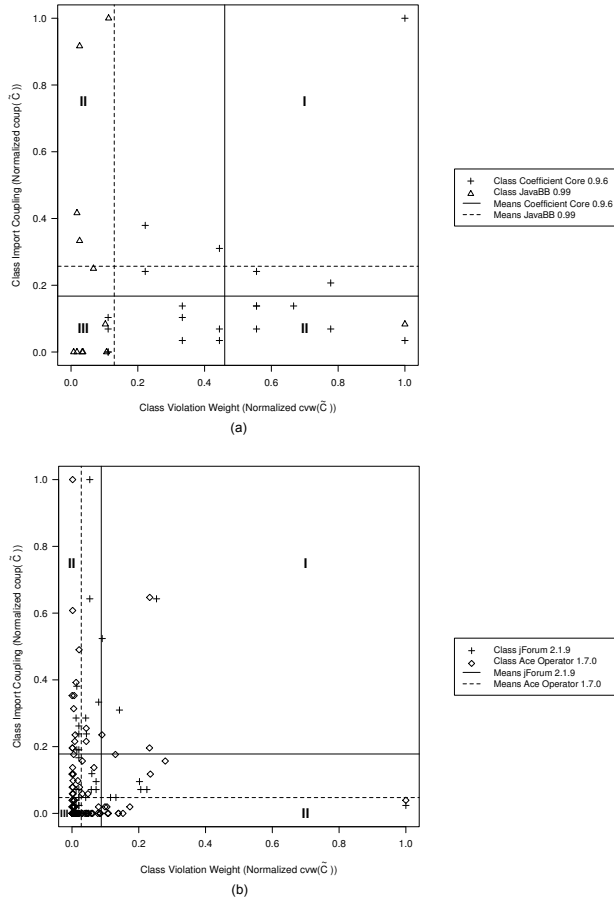 1.0
0.8
0.6
0.4
0.2
0.0
Class Import Coupling (Normalized coup( C̃ ))
II
I
III
II
0.0 0.2 0.4 0.6 0.8 1.0
Class Violation Weight (Normalized cvw(C̃ ))
(a)
Class Coefficient Core 0.9.6
Class JavaBB 0.99
Means Coefficient Core 0.9.6
Means JavaBB 0.99
1.0
0.8
0.6
0.4
0.2
0.0
Class Import Coupling (Normalized coup( C̃ ))
II
I
III
II
0.0 0.2 0.4 0.6 0.8 1.0
Class Violation Weight (Normalized cvw(C̃ ))
(b)
Class jForum 2.1.9
Class Ace Operator 1.7.0
Means jForum 2.1.9
Means Ace Operator 1.7.0